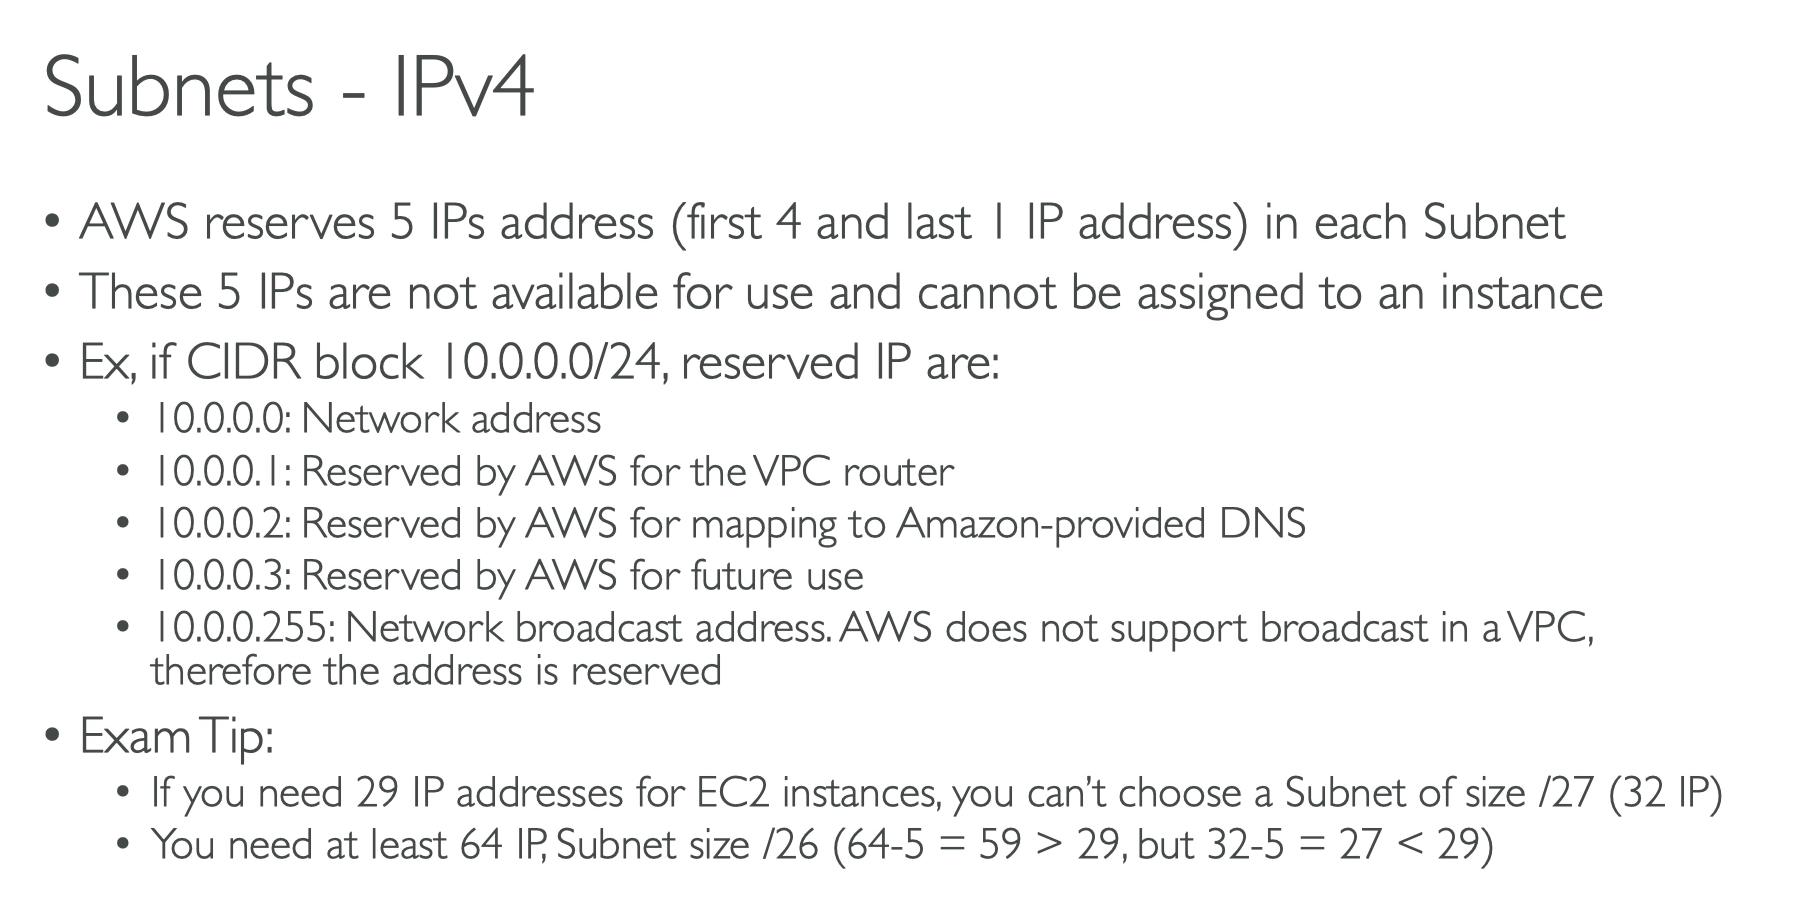 Subnets - IPv4
• AWS reserves 5 IPs address (first 4 and last 1 IP address) in each Subnet
• These 5 IPs are not available for use and cannot be assigned to an instance
• Ex, if CIDR block 10.0.0.0/24, reserved IP are:
• 10.0.0.0: Network address
• 10.0.0.1: Reserved by AWS for the VPC router
• 10.0.0.2: Reserved by AWS for mapping to Amazon-provided DNS
• 10.0.0.3: Reserved by AWS for future use
• 10.0.0.255: Network broadcast address. AWS does not support broadcast in a VPC,
therefore the address is reserved
• Exam Tip:
• If you need 29 IP addresses for EC2 instances, you can't choose a Subnet of size /27 (32 IP)
• You need at least 64 IP, Subnet size /26 (64-5 = 59 > 29, but 32-5 = 27 < 29)